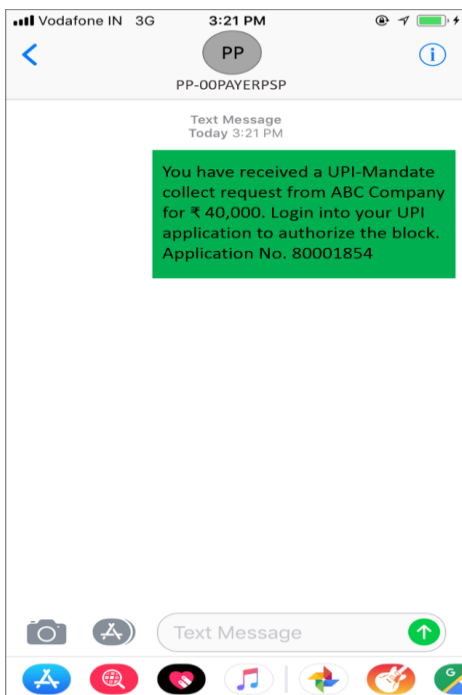 Vodafone IN 3G 3:21 PM
PP
PP-00PAYERPSP
Text Message
Today 3:21 PM
You have received a UPI-Mandate
collect request from ABC Company
for ₹ 40,000. Login into your UPI
application to authorize the block.
Application No. 80001854
Text Message
G